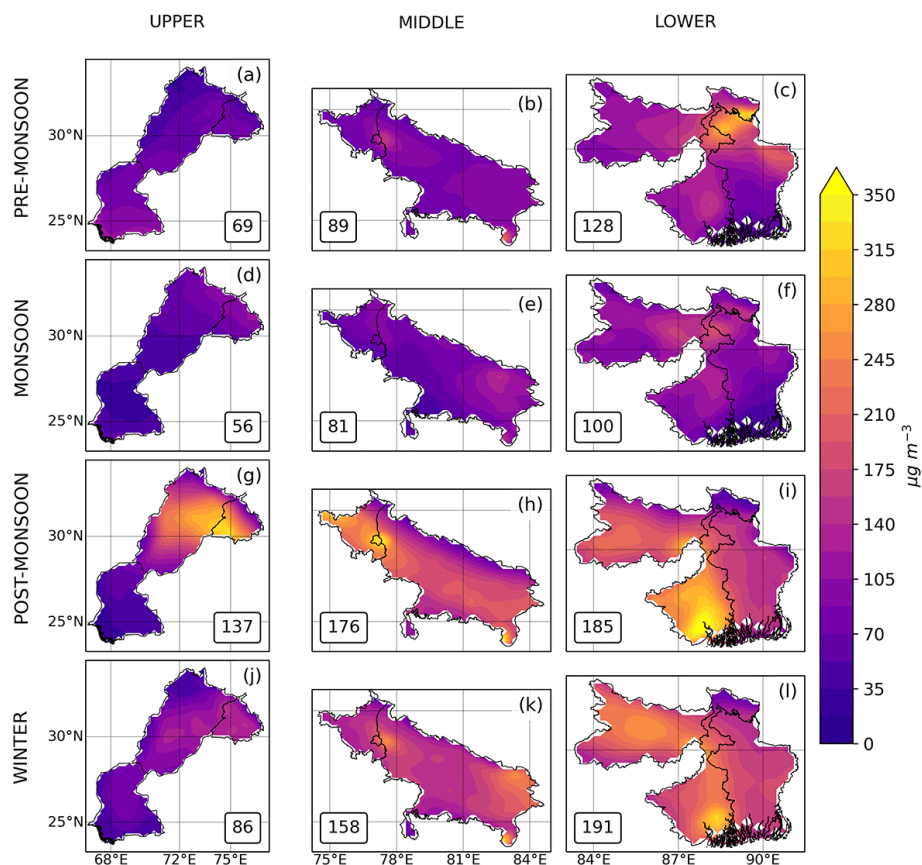 UPPER MIDDLE LOWER
PRE-MONSOON
(a) (b) (c)
30°N
25°N
69 89 128
MONSOON
(d) (e) (f)
30°N
25°N
56 81 100
POST-MONSOON
(g) (h) (i)
30°N
25°N
137 176 185
WINTER
(j) (k) (l)
30°N
25°N
86 158 191
68°E 72°E 75°E 75°E 78°E 81°E 84°E 84°E 87°E 90°E
350
315
280
245
210
175
140
105
70
35
0
μg m⁻³